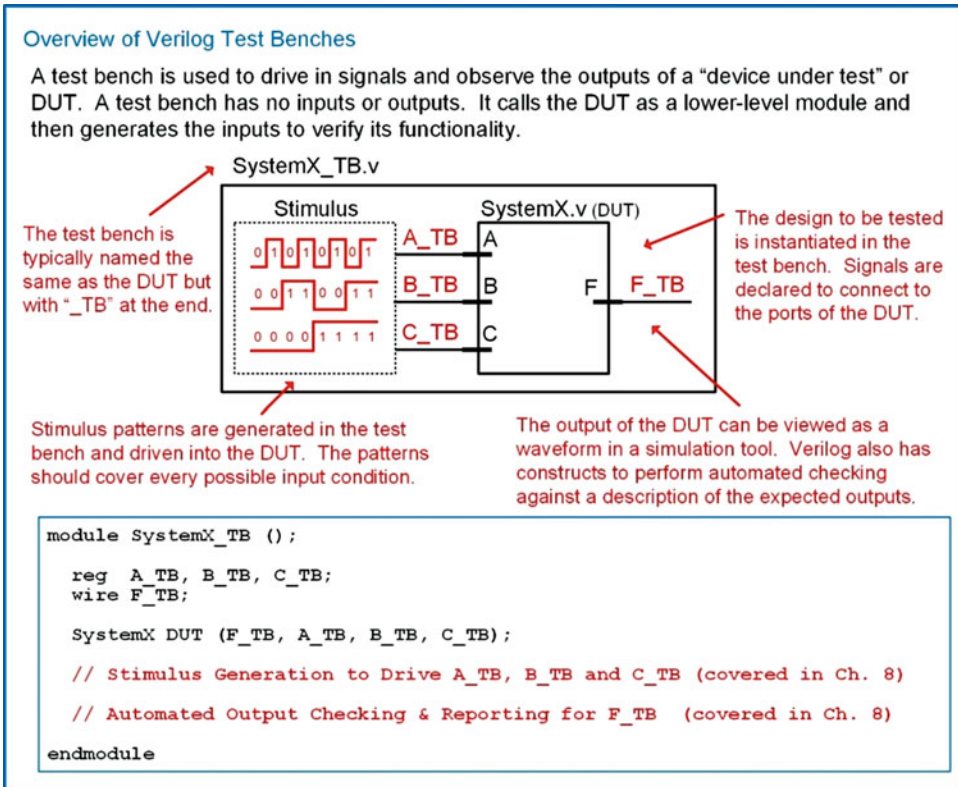 Overview of Verilog Test Benches
A test bench is used to drive in signals and observe the outputs of a “device under test” or
DUT. A test bench has no inputs or outputs. It calls the DUT as a lower-level module and
then generates the inputs to verify its functionality.
SystemX_TB.v
The test bench is
typically named the
same as the DUT but
with “_TB” at the end.
Stimulus
0 1 0 1 0 1 0 1
0 0 1 1 0 0 1 1
0 0 0 0 1 1 1 1
A_TB
B_TB
C_TB
SystemX.v (DUT)
A
B
C
F
F_TB
The design to be tested
is instantiated in the
test bench. Signals are
declared to connect to
the ports of the DUT.
Stimulus patterns are generated in the test
bench and driven into the DUT. The patterns
should cover every possible input condition.
The output of the DUT can be viewed as a
waveform in a simulation tool. Verilog also has
constructs to perform automated checking
against a description of the expected outputs.
module SystemX_TB ();
reg A_TB, B_TB, C_TB;
wire F_TB;
SystemX DUT (F_TB, A_TB, B_TB, C_TB);
// Stimulus Generation to Drive A_TB, B_TB and C_TB (covered in Ch. 8)
// Automated Output Checking & Reporting for F_TB (covered in Ch. 8)
endmodule